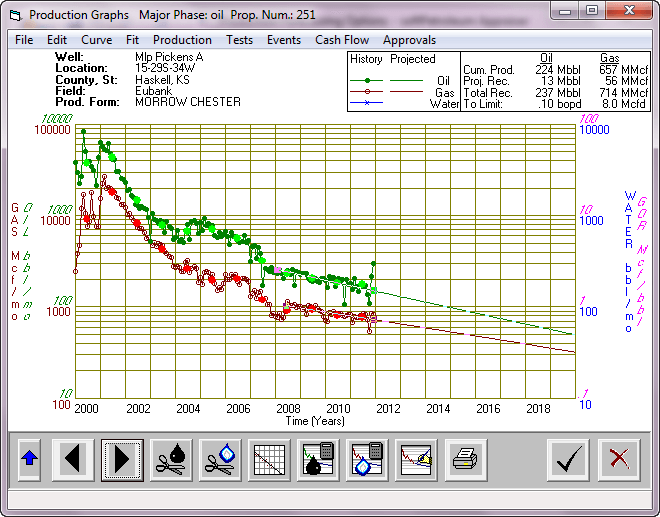 Production Graphs Major Phase: oil Prop. Num.: 251
File Edit Curve Fit Production Tests Events Cash Flow Approvals
Well: Mlp Pickens A
Location: 15-29S-34W
County, St: Haskell, KS
Field: Eubank
Prod. Form: MORROW CHESTER
History Projected
Oil
Gas
Water
Oil Gas
Cum. Prod. 224 Mbbl 657 MMcf
Proj. Rec. 13 Mbbl 56 MMcf
Total Rec. 237 Mbbl 714 MMcf
To Limit: .10 bopd 8.0 Mcfd
10000
100000
1000
10000
100
1000
10
100
GAS Mcf/mo
Oil bbl/mo
100
10000
10
1000
1
100
.1
10
WATER bbl/mo
GOR Mcf/bbl
2000 2002 2004 2006 2008 2010 2012 2014 2016 2018
Time (Years)